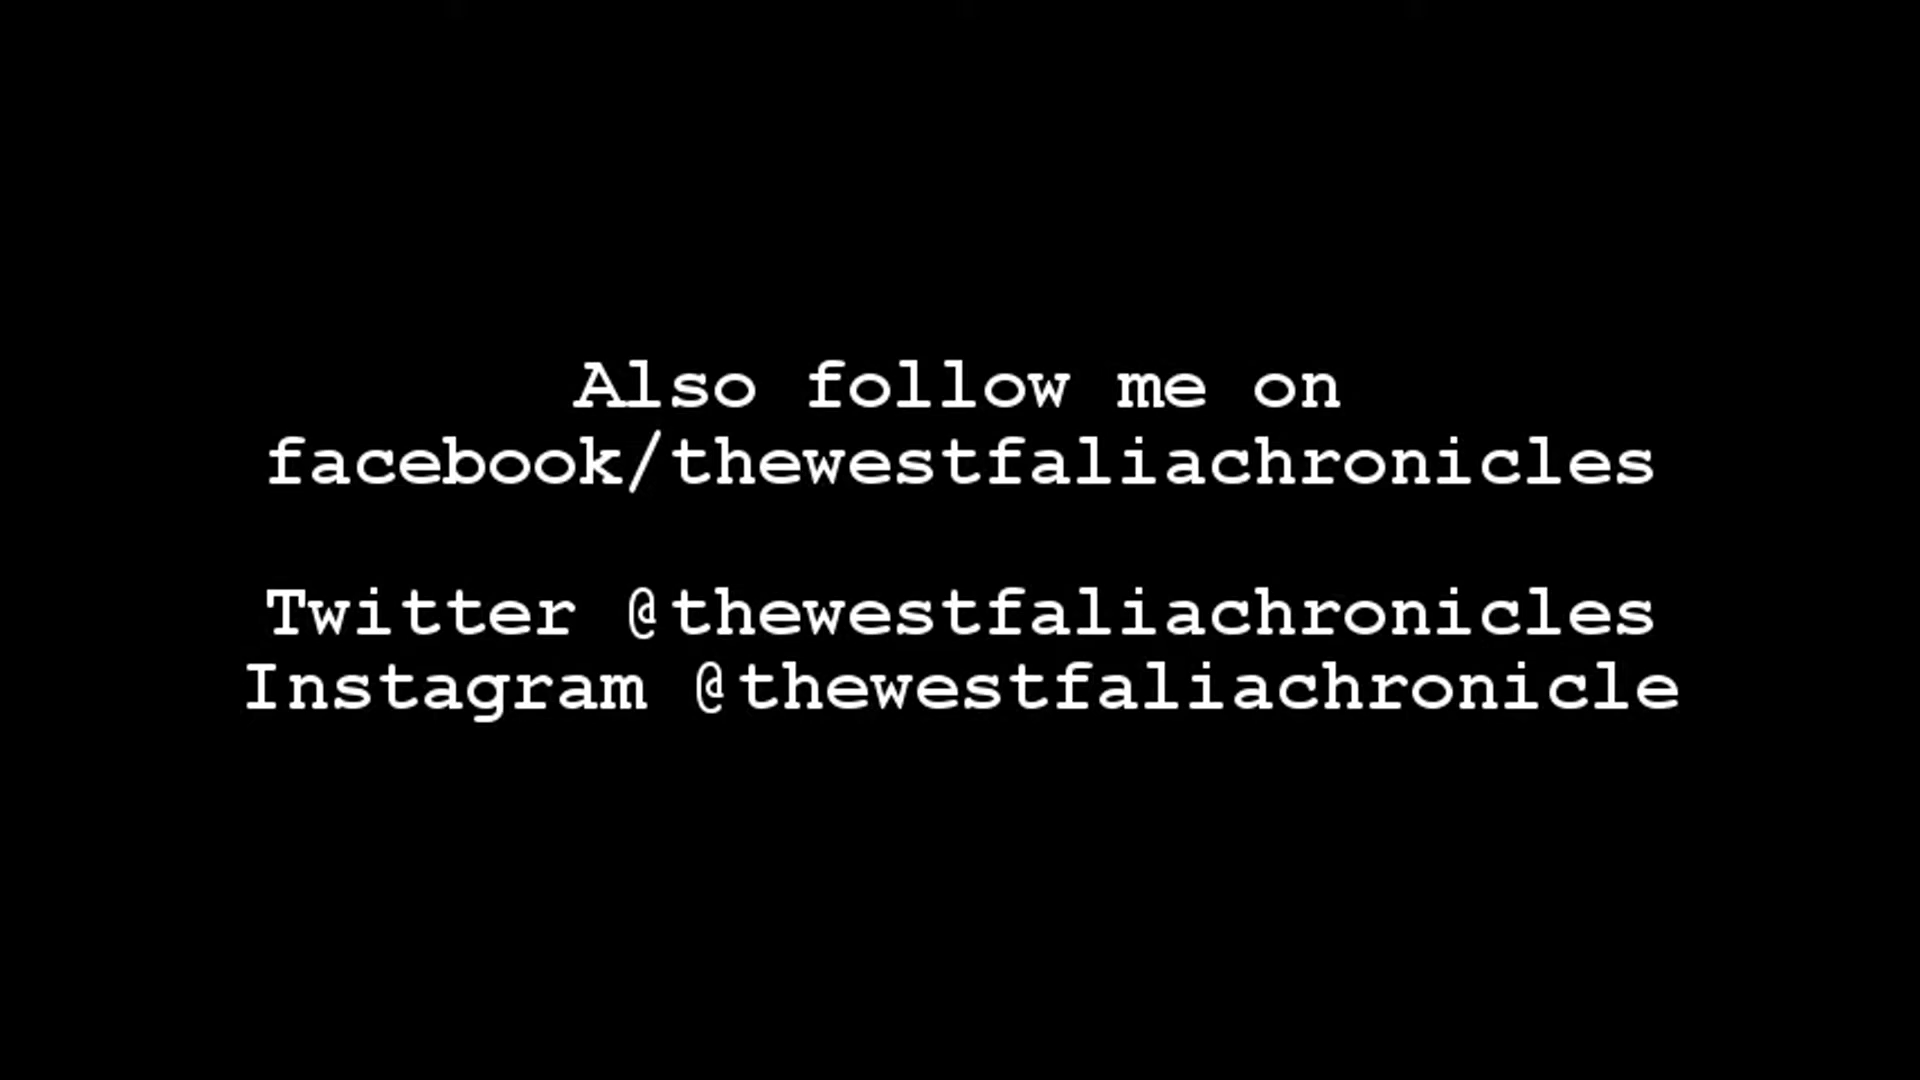 Also follow me on
facebook/thewestfaliachronicles
Twitter @thewestfaliachronicles
Instagram @thewestfaliachronicle